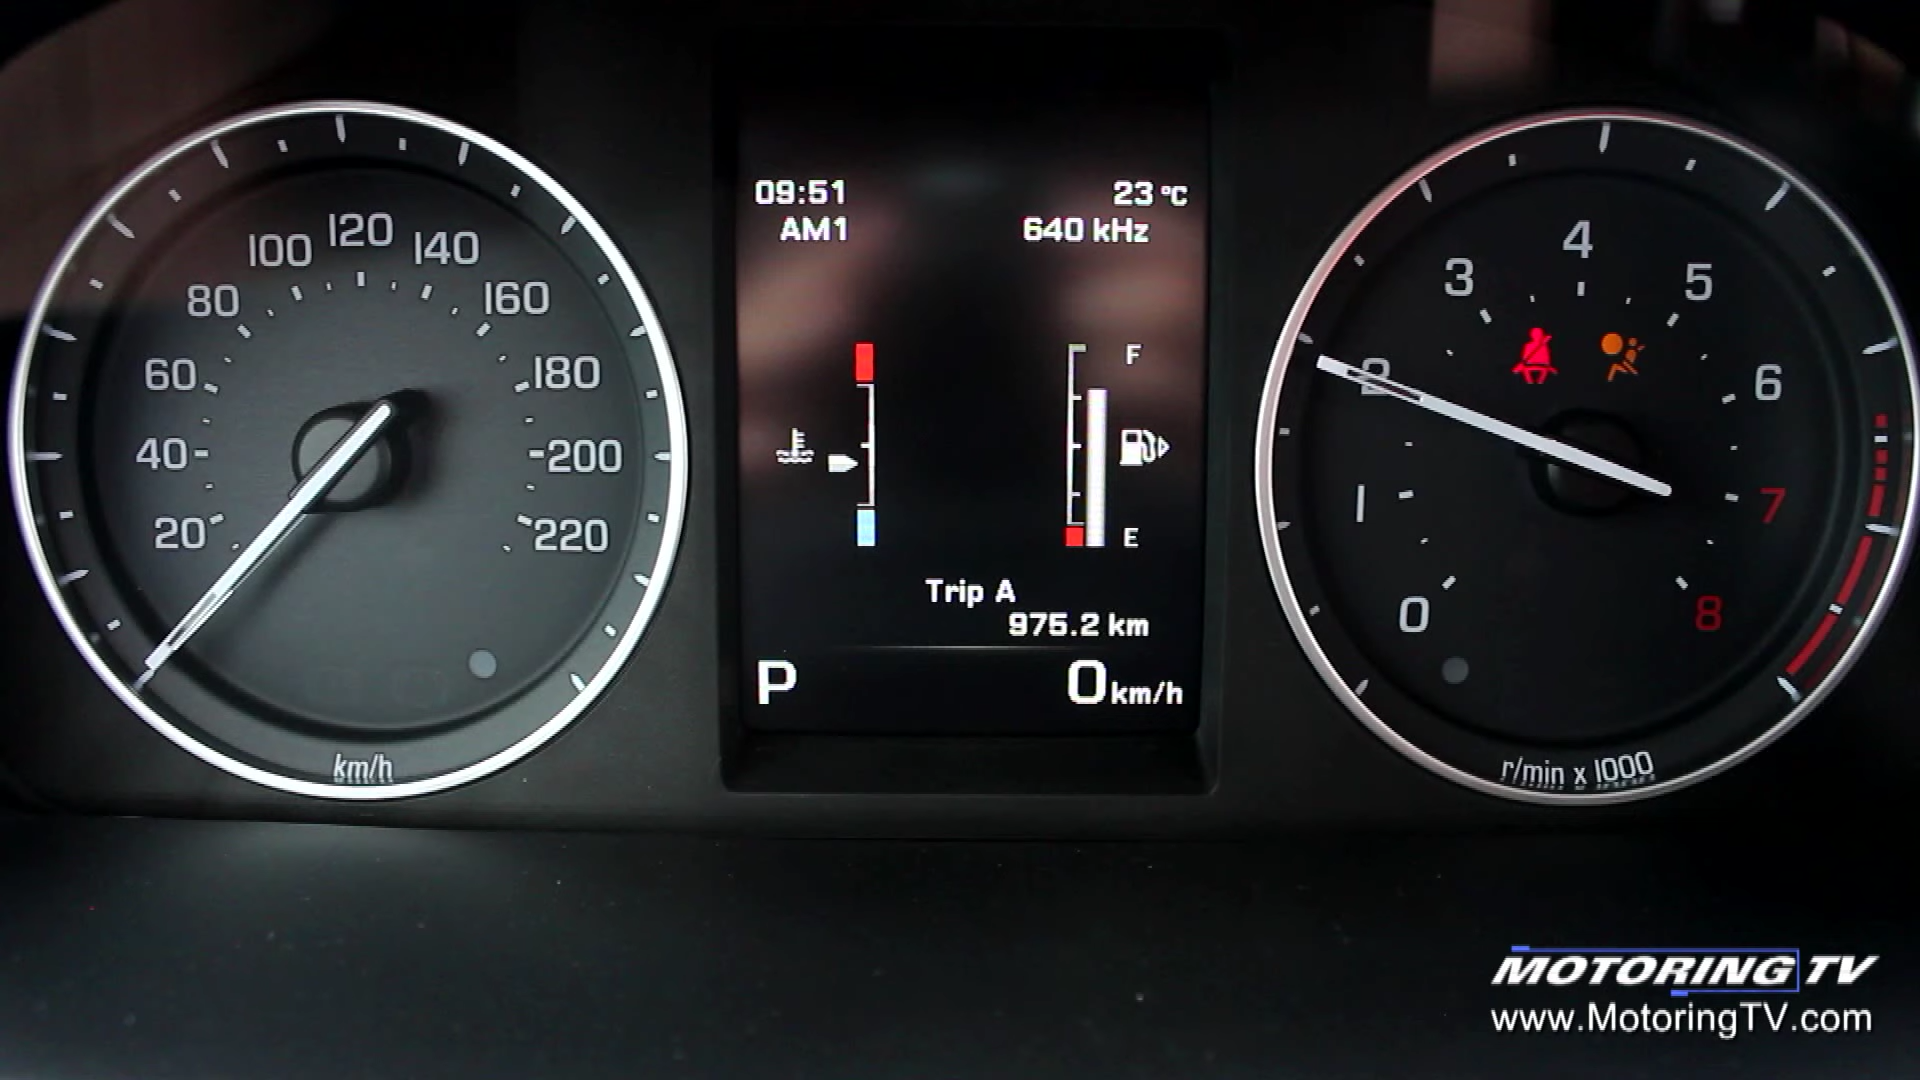 20
40
60
80
100
120
140
160
180
200
220
km/h
09:51
23 °C
AM1
640 kHz
F
E
Trip A
975.2 km
P
0 km/h
0
1
2
3
4
5
6
7
8
r/min x 1000
MOTORING TV
www.MotoringTV.com